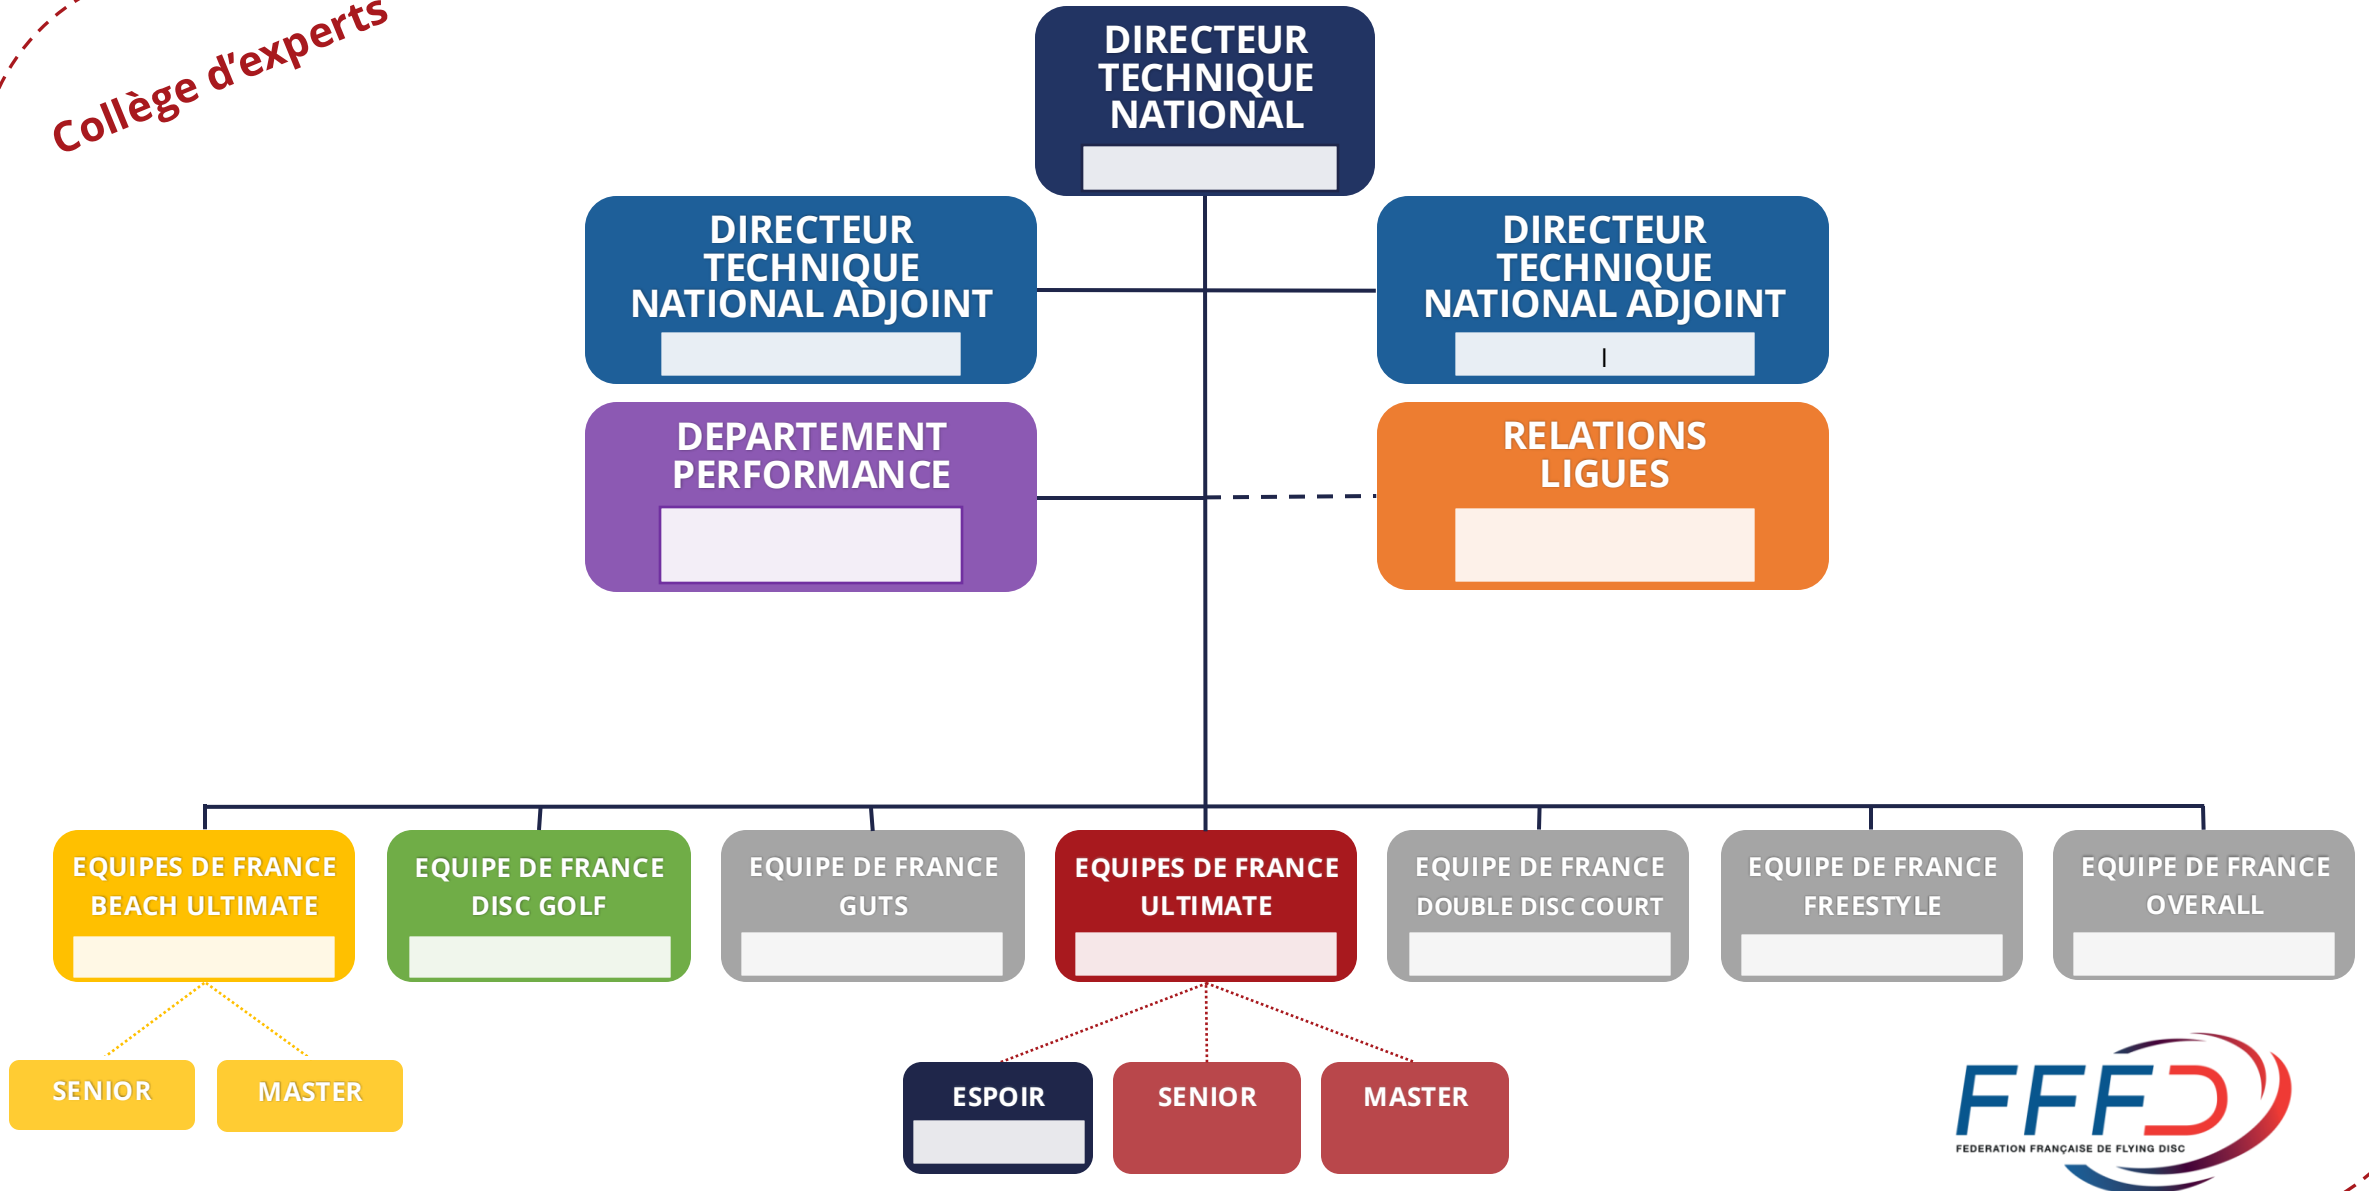 Collège d’experts
DIRECTEUR
TECHNIQUE
NATIONAL
DIRECTEUR
TECHNIQUE
NATIONAL ADJOINT
DIRECTEUR
TECHNIQUE
NATIONAL ADJOINT
DEPARTEMENT
PERFORMANCE
RELATIONS
LIGUES
EQUIPES DE FRANCE
BEACH ULTIMATE
EQUIPE DE FRANCE
DISC GOLF
EQUIPE DE FRANCE
GUTS
EQUIPES DE FRANCE
ULTIMATE
EQUIPE DE FRANCE
DOUBLE DISC COURT
EQUIPE DE FRANCE
FREESTYLE
EQUIPE DE FRANCE
OVERALL
SENIOR
MASTER
ESPOIR
SENIOR
MASTER
FFFD
FEDERATION FRANÇAISE DE FLYING DISC